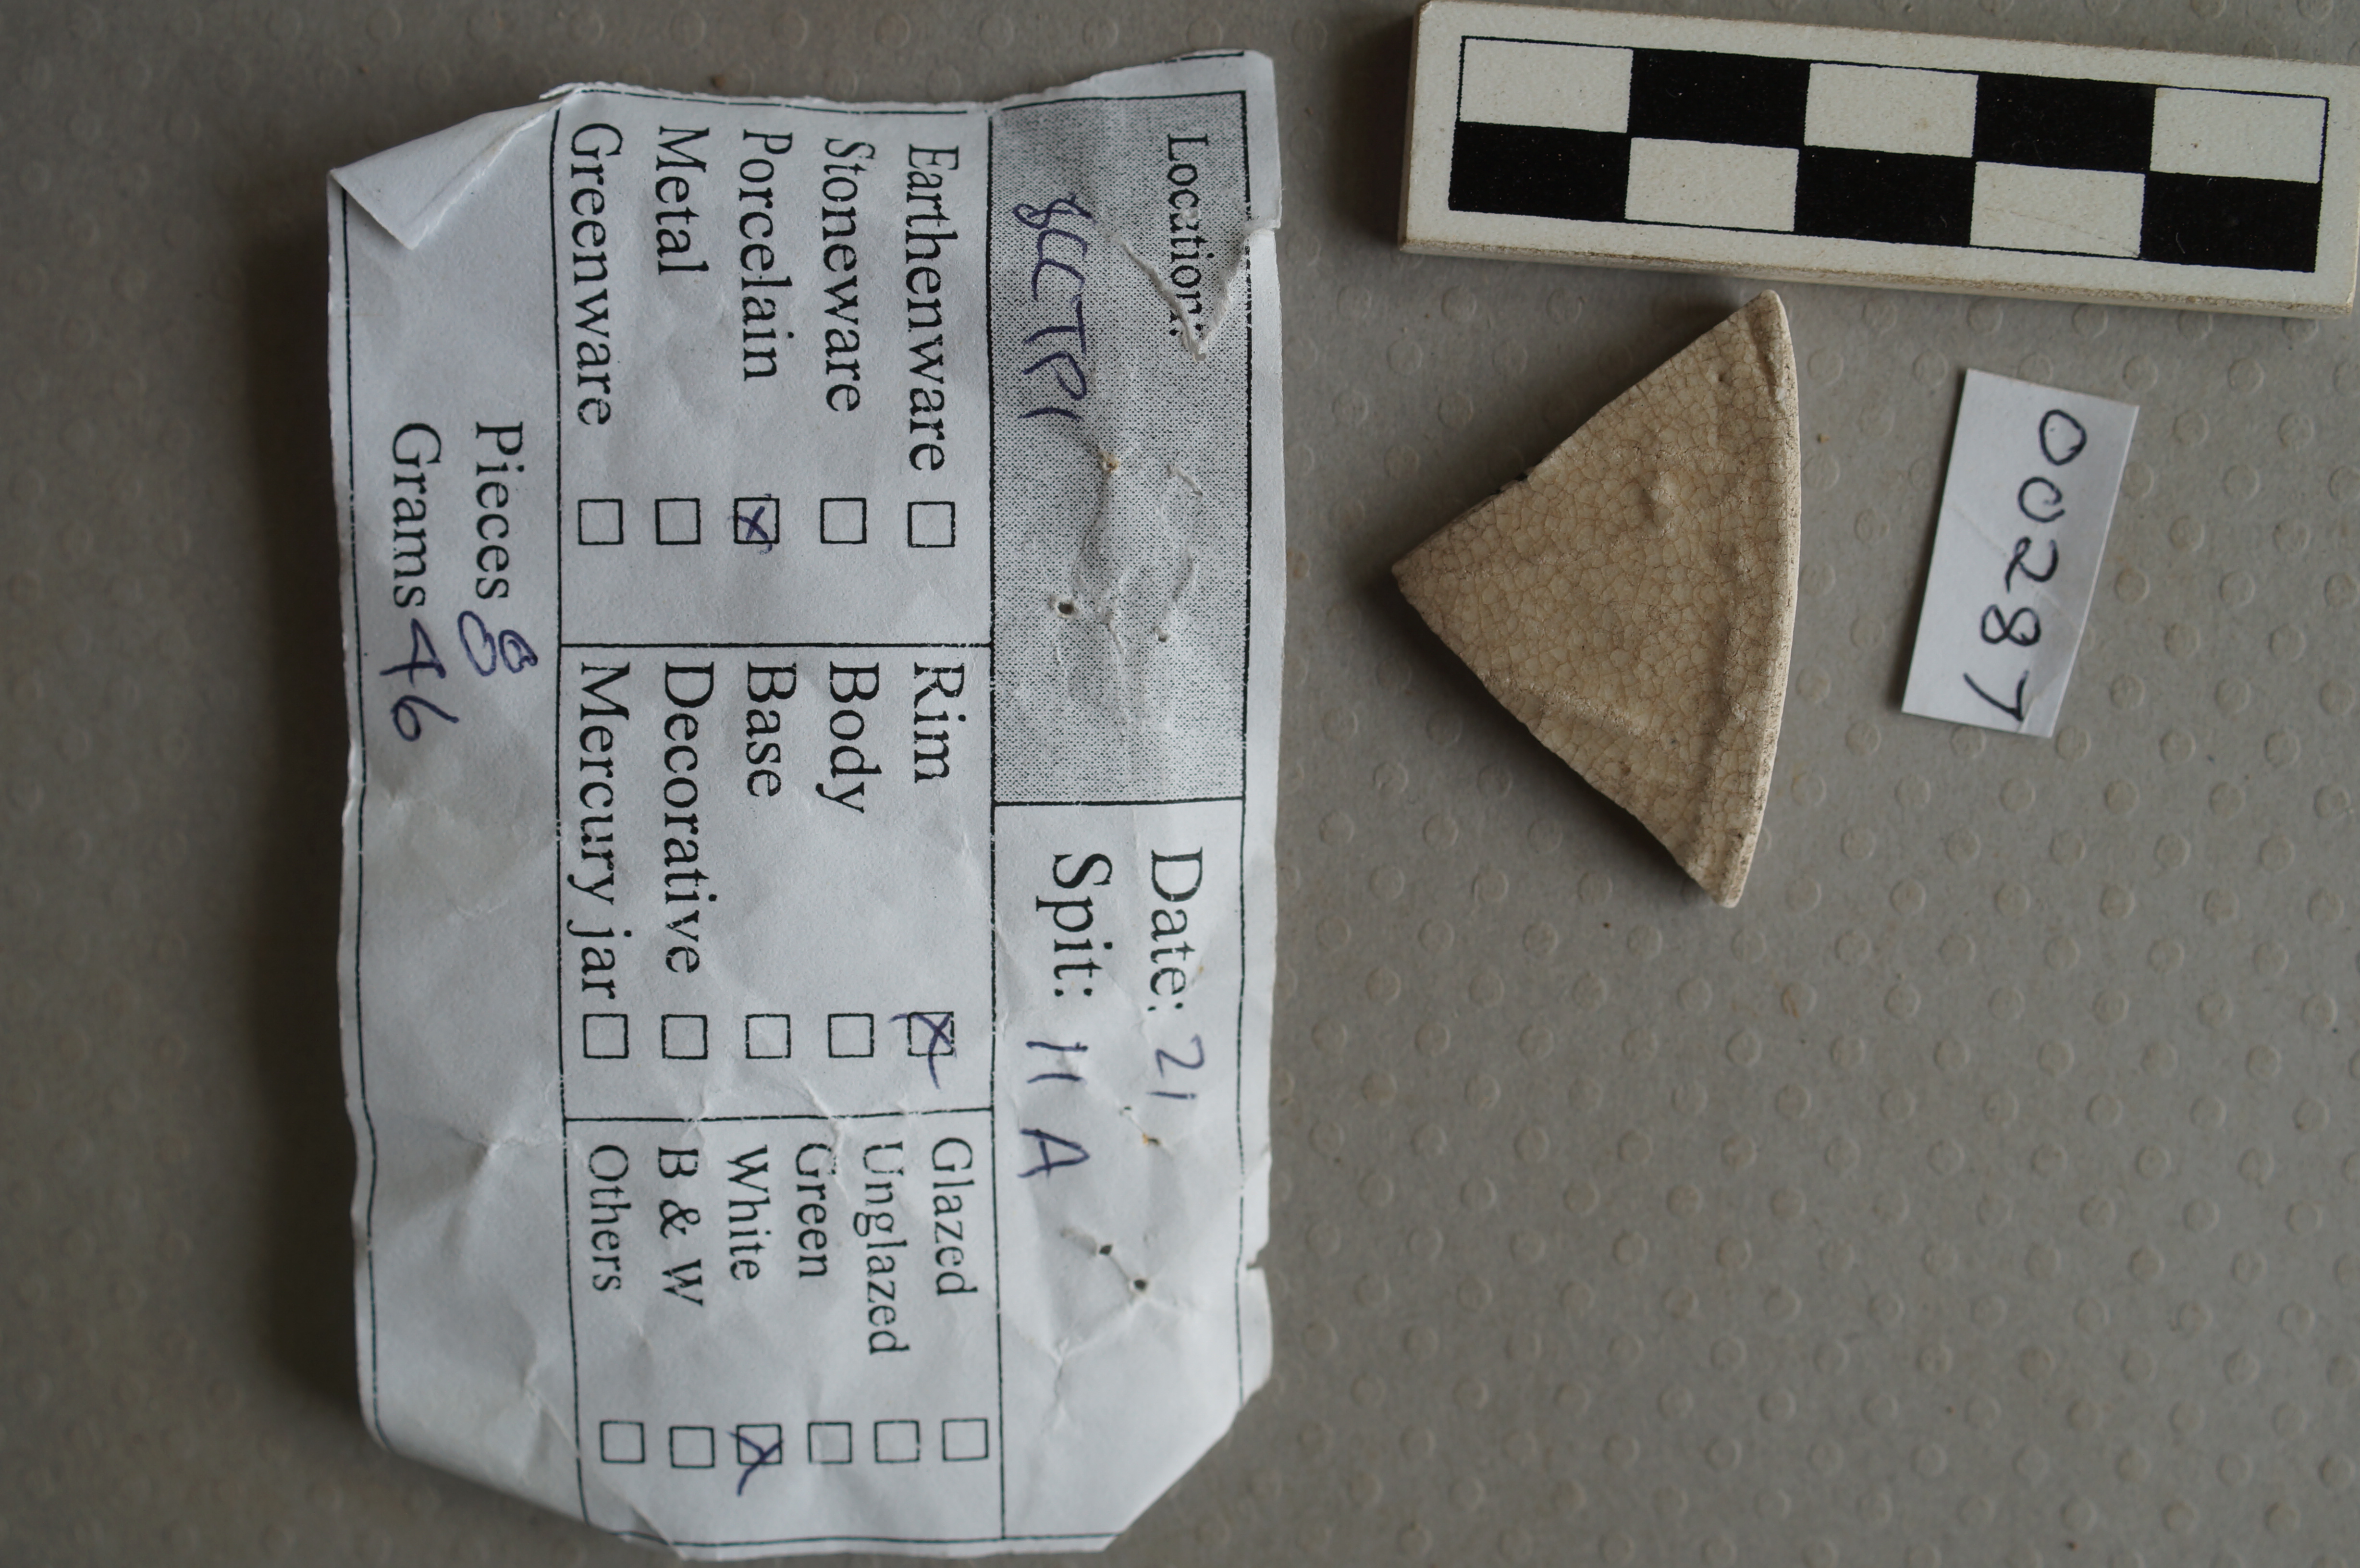 00287
Location:
SCCTP1
Date: 21
Spit: 11 A
Earthenware
Stoneware
Porcelain x
Metal
Greenware
Rim x
Body
Base
Decorative
Mercury jar
Glazed
Unglazed
Green
White x
B & W
Others
Pieces 8
Grams 46